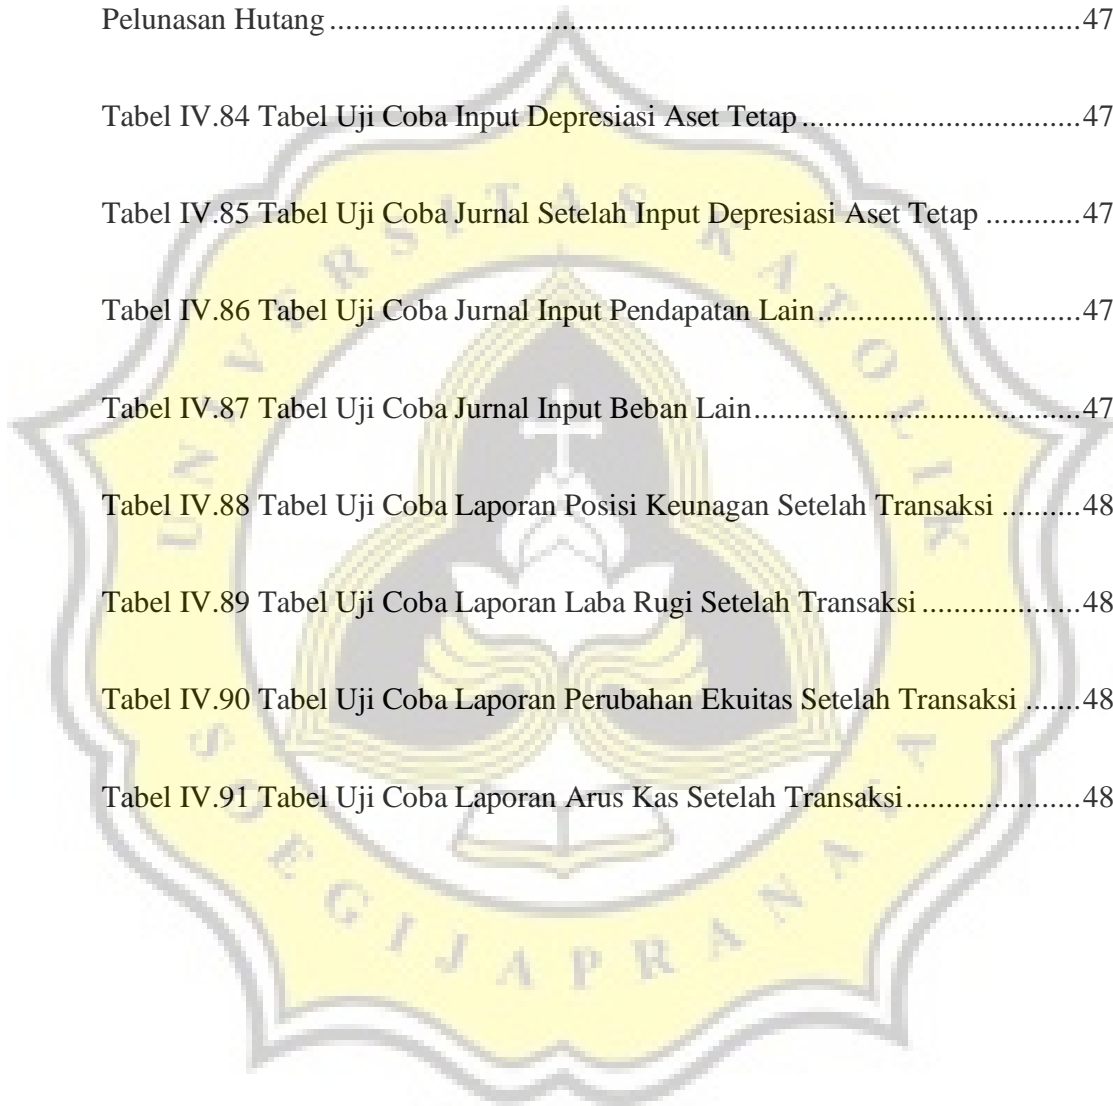 Pelunasan Hutang ........................................................................... 47
Tabel IV.84 Tabel Uji Coba Input Depresiasi Aset Tetap .................................. 47
Tabel IV.85 Tabel Uji Coba Jurnal Setelah Input Depresiasi Aset Tetap ............ 47
Tabel IV.86 Tabel Uji Coba Jurnal Input Pendapatan Lain ................................ 47
Tabel IV.87 Tabel Uji Coba Jurnal Input Beban Lain ........................................ 47
Tabel IV.88 Tabel Uji Coba Laporan Posisi Keunagan Setelah Transaksi .......... 48
Tabel IV.89 Tabel Uji Coba Laporan Laba Rugi Setelah Transaksi .................... 48
Tabel IV.90 Tabel Uji Coba Laporan Perubahan Ekuitas Setelah Transaksi ....... 48
Tabel IV.91 Tabel Uji Coba Laporan Arus Kas Setelah Transaksi ...................... 48
UNIVERSITAS KATOLIK
SOEGIJAPRANATA